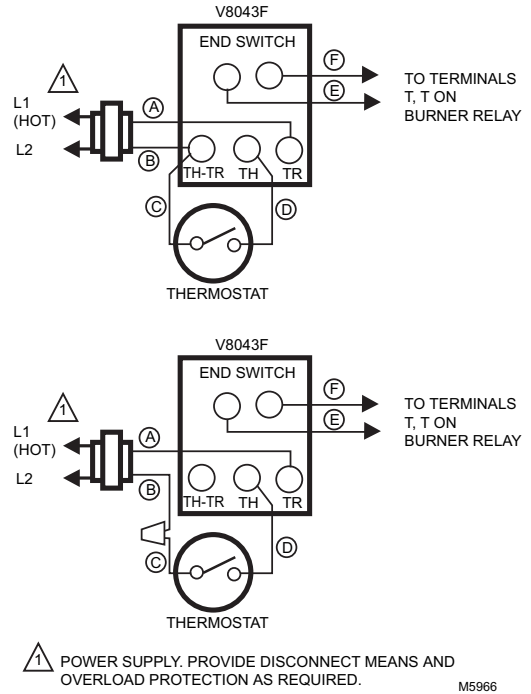 V8043F
END SWITCH
F
E
TO TERMINALS
T, T ON
BURNER RELAY
1
L1
(HOT)
L2
A
B
TH-TR TH TR
C
D
THERMOSTAT
V8043F
END SWITCH
F
E
TO TERMINALS
T, T ON
BURNER RELAY
1
L1
(HOT)
L2
A
B
TH-TR TH TR
C
D
THERMOSTAT
1 POWER SUPPLY. PROVIDE DISCONNECT MEANS AND
OVERLOAD PROTECTION AS REQUIRED.
M5966